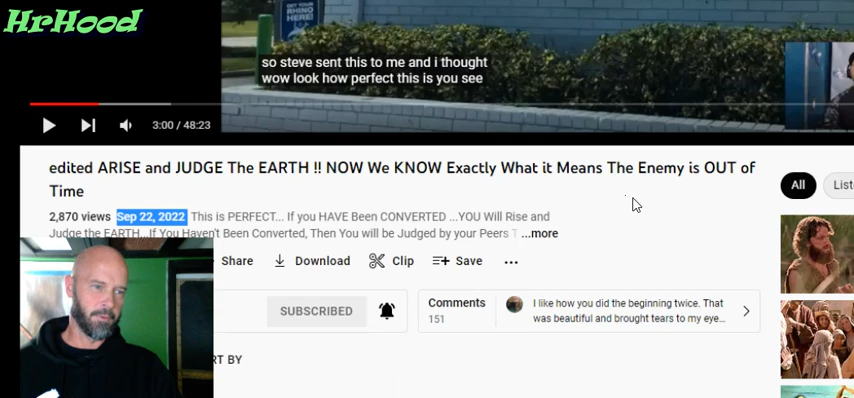 HrHood
GET YOUR
RHINO
HERE!
so steve sent this to me and i thought
wow look how perfect this is you see
3:00 / 48:23
edited ARISE and JUDGE The EARTH !! NOW We KNOW Exactly What it Means The Enemy is OUT of
Time
2,870 views Sep 22, 2022 This is PERFECT... If you HAVE Been CONVERTED ...YOU Will Rise and
Judge the EARTH...If You Haven't Been Converted, Then You will be Judged by your Peers T ...more
All
List
Share
Download
Clip
Save
SUBSCRIBED
Comments
151
I like how you did the beginning twice. That
was beautiful and brought tears to my eye...
RT BY